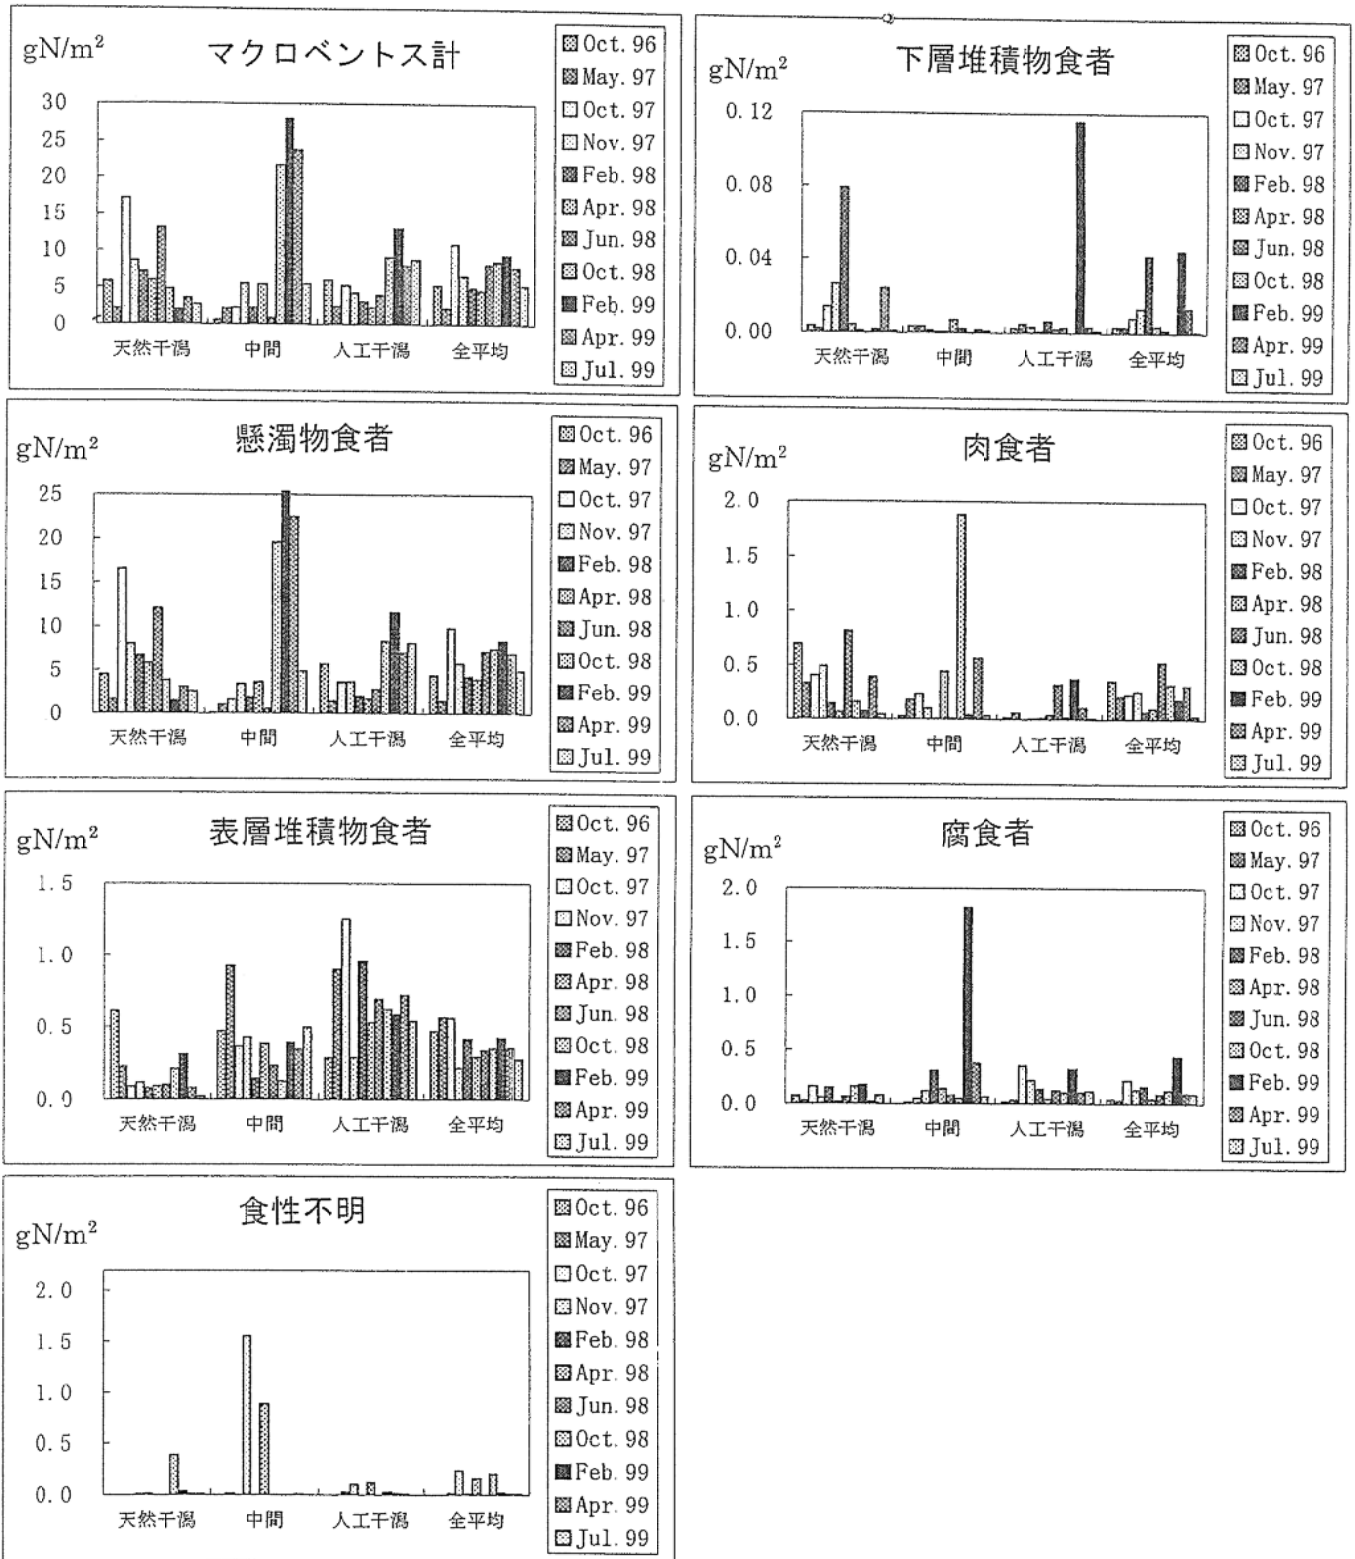 マクロベントス計
gN/m²
30
25
20
15
10
5
0
天然干潟 中間 人工干潟 全平均
Oct. 96
May. 97
Oct. 97
Nov. 97
Feb. 98
Apr. 98
Jun. 98
Oct. 98
Feb. 99
Apr. 99
Jul. 99
下層堆積物食者
gN/m²
0.12
0.08
0.04
0.00
天然干潟 中間 人工干潟 全平均
Oct. 96
May. 97
Oct. 97
Nov. 97
Feb. 98
Apr. 98
Jun. 98
Oct. 98
Feb. 99
Apr. 99
Jul. 99
懸濁物食者
gN/m²
25
20
15
10
5
0
天然干潟 中間 人工干潟 全平均
Oct. 96
May. 97
Oct. 97
Nov. 97
Feb. 98
Apr. 98
Jun. 98
Oct. 98
Feb. 99
Apr. 99
Jul. 99
肉食者
gN/m²
2.0
1.5
1.0
0.5
0.0
天然干潟 中間 人工干潟 全平均
Oct. 96
May. 97
Oct. 97
Nov. 97
Feb. 98
Apr. 98
Jun. 98
Oct. 98
Feb. 99
Apr. 99
Jul. 99
表層堆積物食者
gN/m²
1.5
1.0
0.5
0.0
天然干潟 中間 人工干潟 全平均
Oct. 96
May. 97
Oct. 97
Nov. 97
Feb. 98
Apr. 98
Jun. 98
Oct. 98
Feb. 99
Apr. 99
Jul. 99
腐食者
gN/m²
2.0
1.5
1.0
0.5
0.0
天然干潟 中間 人工干潟 全平均
Oct. 96
May. 97
Oct. 97
Nov. 97
Feb. 98
Apr. 98
Jun. 98
Oct. 98
Feb. 99
Apr. 99
Jul. 99
食性不明
gN/m²
2.0
1.5
1.0
0.5
0.0
天然干潟 中間 人工干潟 全平均
Oct. 96
May. 97
Oct. 97
Nov. 97
Feb. 98
Apr. 98
Jun. 98
Oct. 98
Feb. 99
Apr. 99
Jul. 99